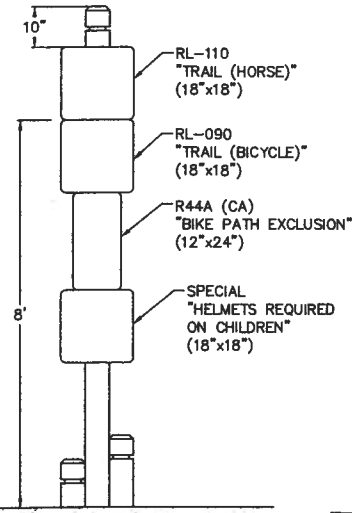 10"
RL-110
"TRAIL (HORSE)"
(18"x18")
RL-090
"TRAIL (BICYCLE)"
(18"x18")
R44A (CA)
"BIKE PATH EXCLUSION"
(12"x24")
8'
SPECIAL
"HELMETS REQUIRED
ON CHILDREN"
(18"x18")